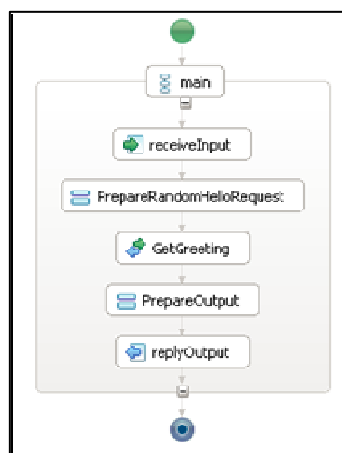 main
receiveInput
PrepareRandomHelloRequest
GetGreeting
PrepareOutput
replyOutput